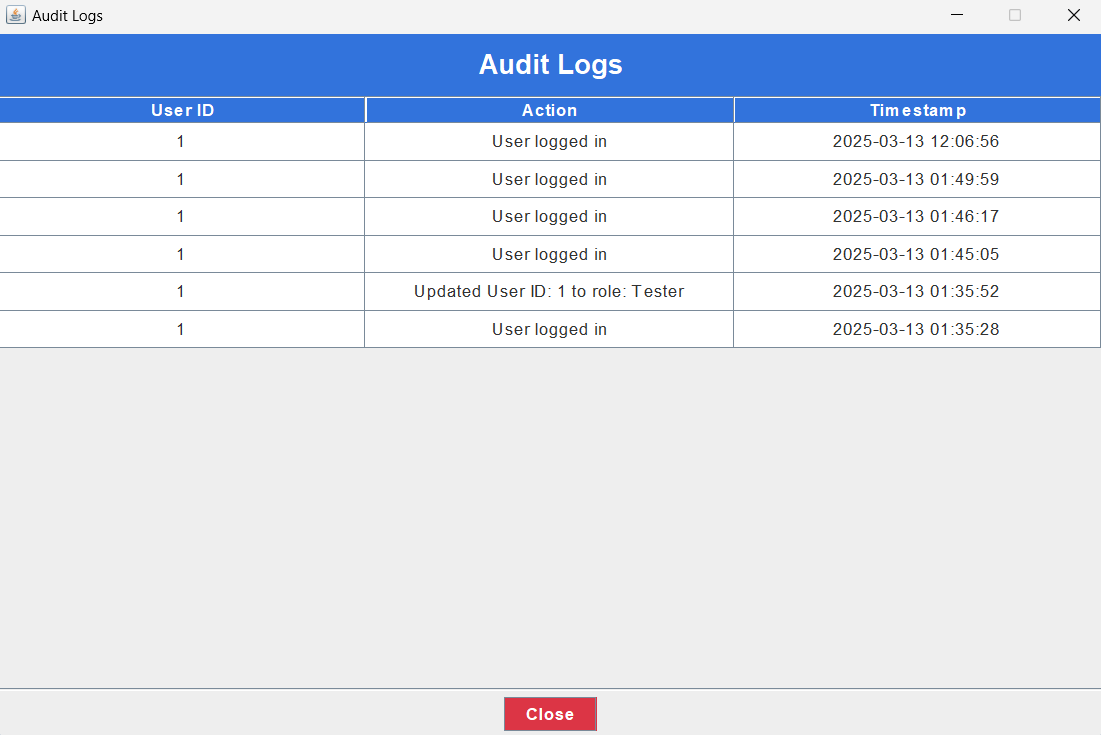 Audit Logs
Audit Logs
User ID Action Timestamp
1 User logged in 2025-03-13 12:06:56
1 User logged in 2025-03-13 01:49:59
1 User logged in 2025-03-13 01:46:17
1 User logged in 2025-03-13 01:45:05
1 Updated User ID: 1 to role: Tester 2025-03-13 01:35:52
1 User logged in 2025-03-13 01:35:28
Close